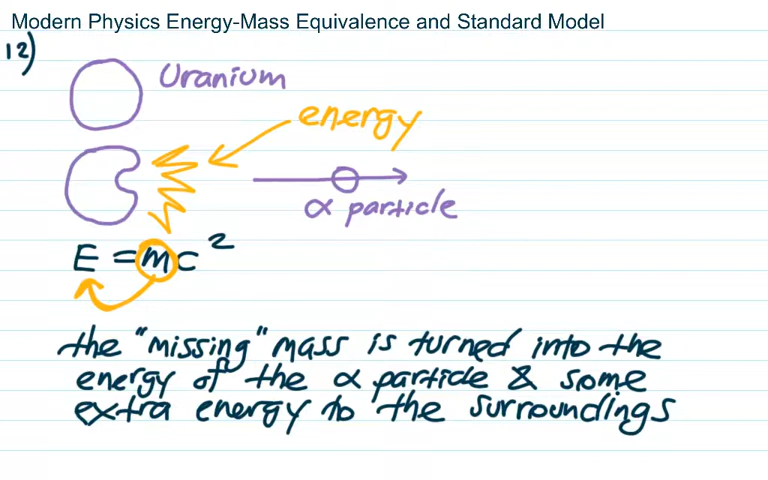 Modern Physics Energy-Mass Equivalence and Standard Model
12)
Uranium
energy
α particle
E = mc²
the "missing" mass is turned into the
energy of the α particle & some
extra energy to the surroundings